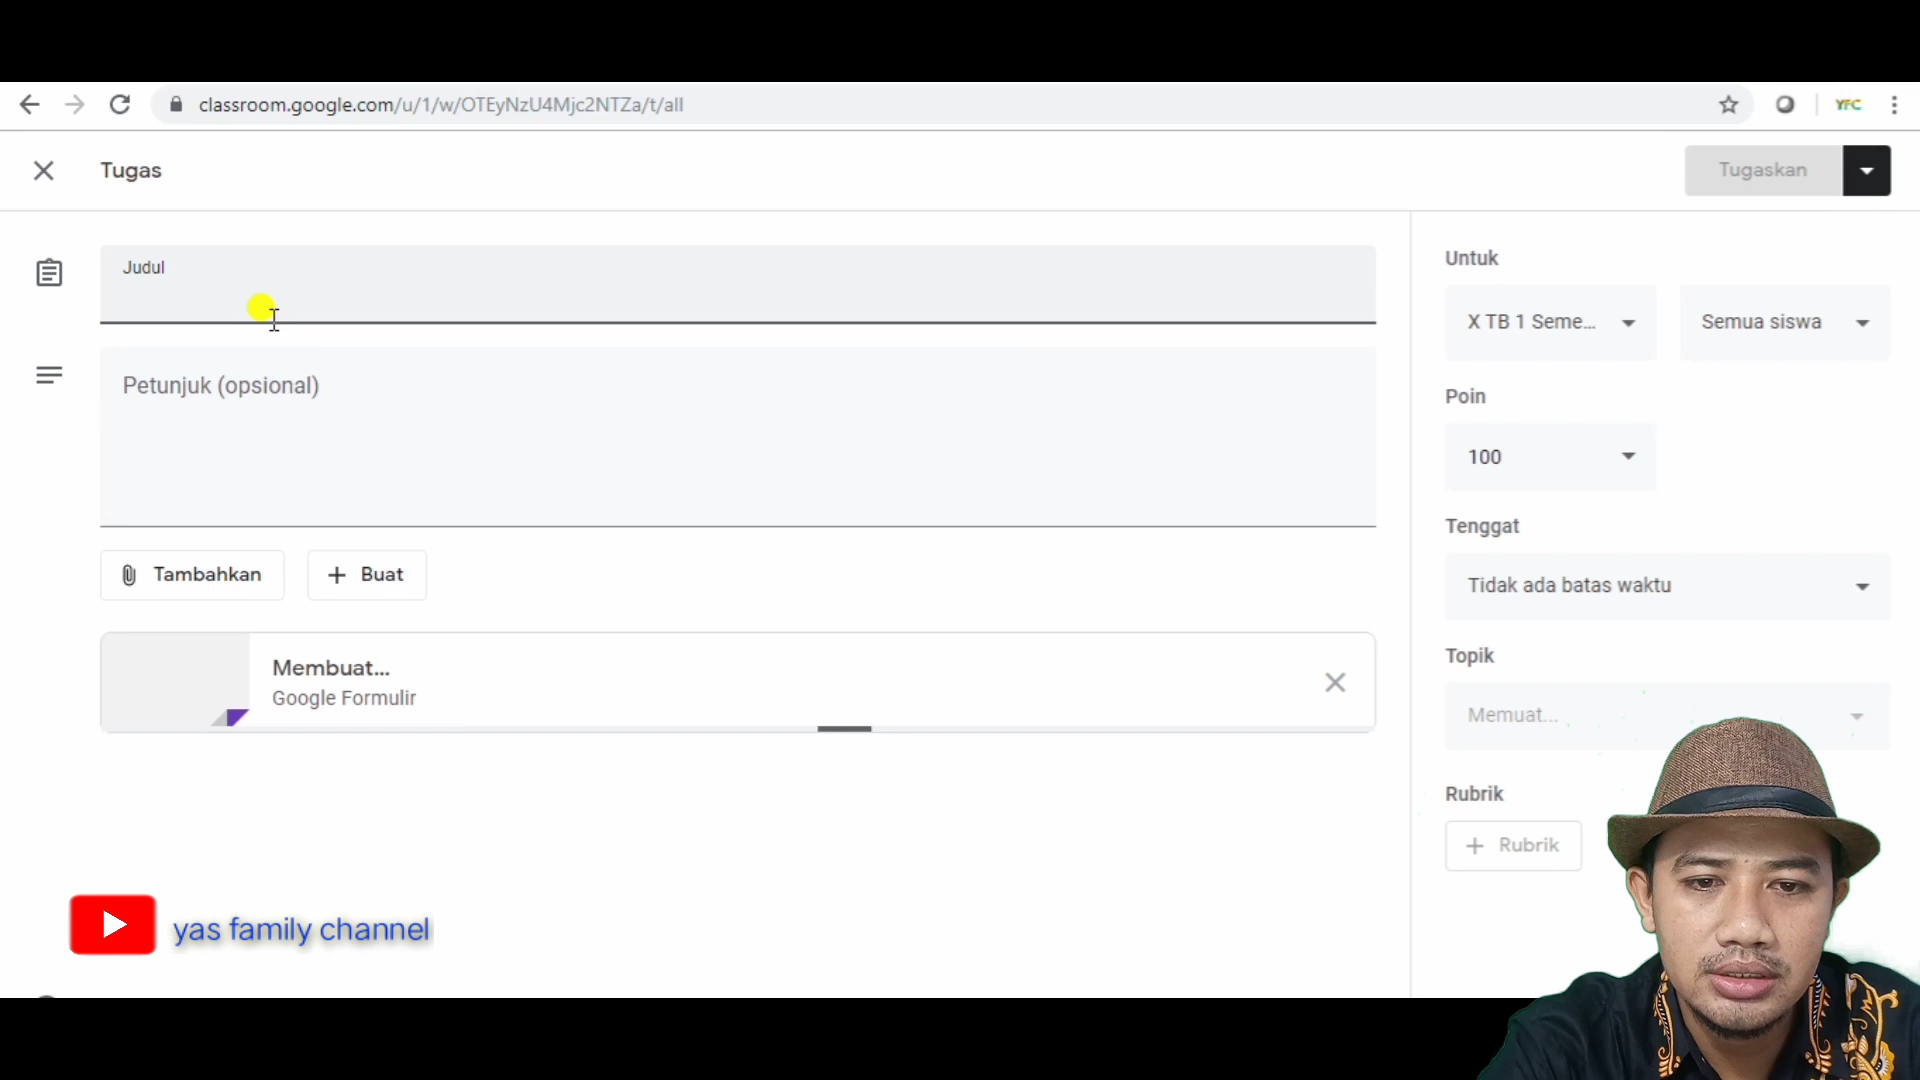 classroom.google.com/u/1/w/OTEyNzU4Mjc2NTZa/t/all
YFC
Tugas
Tugaskan
Judul
Petunjuk (opsional)
Tambahkan
Buat
Membuat...
Google Formulir
Untuk
X TB 1 Seme...
Semua siswa
Poin
100
Tenggat
Tidak ada batas waktu
Topik
Memuat...
Rubrik
Rubrik
yas family channel